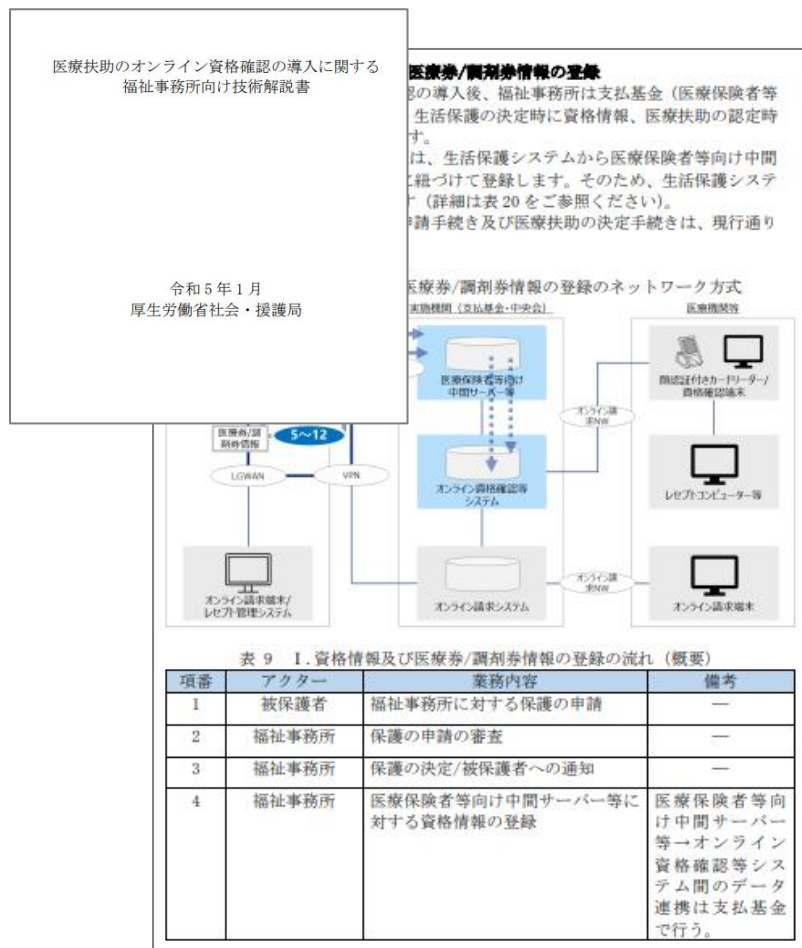 医療扶助のオンライン資格確認の導入に関する
福祉事務所向け技術解説書
令和5年1月
厚生労働省社会・援護局
医療券/調剤券情報の登録
認の導入後、福祉事務所は支払基金（医療保険者等
生活保護の決定時に資格情報、医療扶助の認定時
す。
は、生活保護システムから医療保険者等向け中間
に紐づけて登録します。そのため、生活保護システ
す（詳細は表 20 をご参照ください）。
申請手続き及び医療扶助の決定手続きは、現行通り
医療券/調剤券情報の登録のネットワーク方式
実施機関（支払基金・中央会）
医療機関等
医療保険者等向け
中間サーバー等
顔認証付きカードリーダー/
資格確認端末
オンライン請
求NW
医療券/調
剤券情報
5～12
LGWAN
VPN
オンライン資格確認等
システム
レセプトコンピューター等
オンライン請求端末/
レセプト管理システム
オンライン請求システム
オンライン請
求NW
オンライン請求端末
表 9 Ⅰ.資格情報及び医療券/調剤券情報の登録の流れ（概要）
項番 アクター 業務内容 備考
1 被保護者 福祉事務所に対する保護の申請 ―
2 福祉事務所 保護の申請の審査 ―
3 福祉事務所 保護の決定/被保護者への通知 ―
4 福祉事務所 医療保険者等向け中間サーバー等に 医療保険者等向
対する資格情報の登録 け中間サーバー
等→オンライン
資格確認等シス
テム間のデータ
連携は支払基金
で行う。